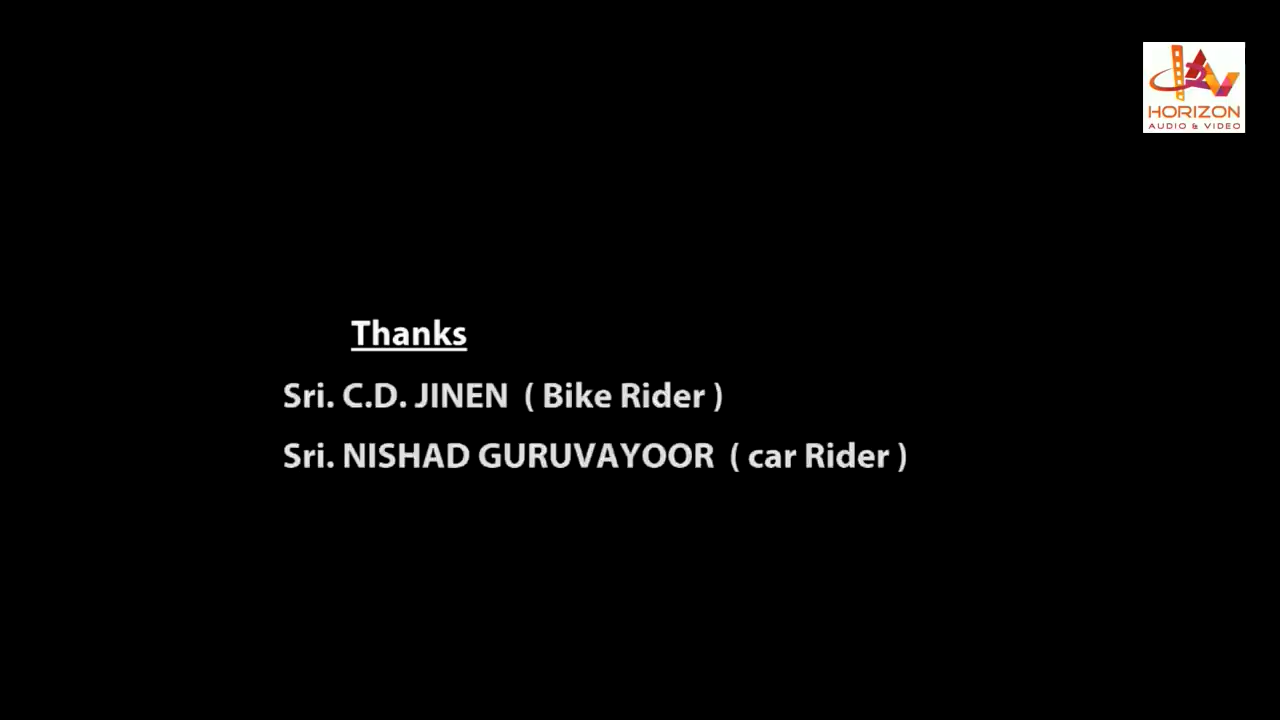 HORIZON
AUDIO & VIDEO
Thanks
Sri. C.D. JINEN ( Bike Rider )
Sri. NISHAD GURUVAYOOR ( car Rider )